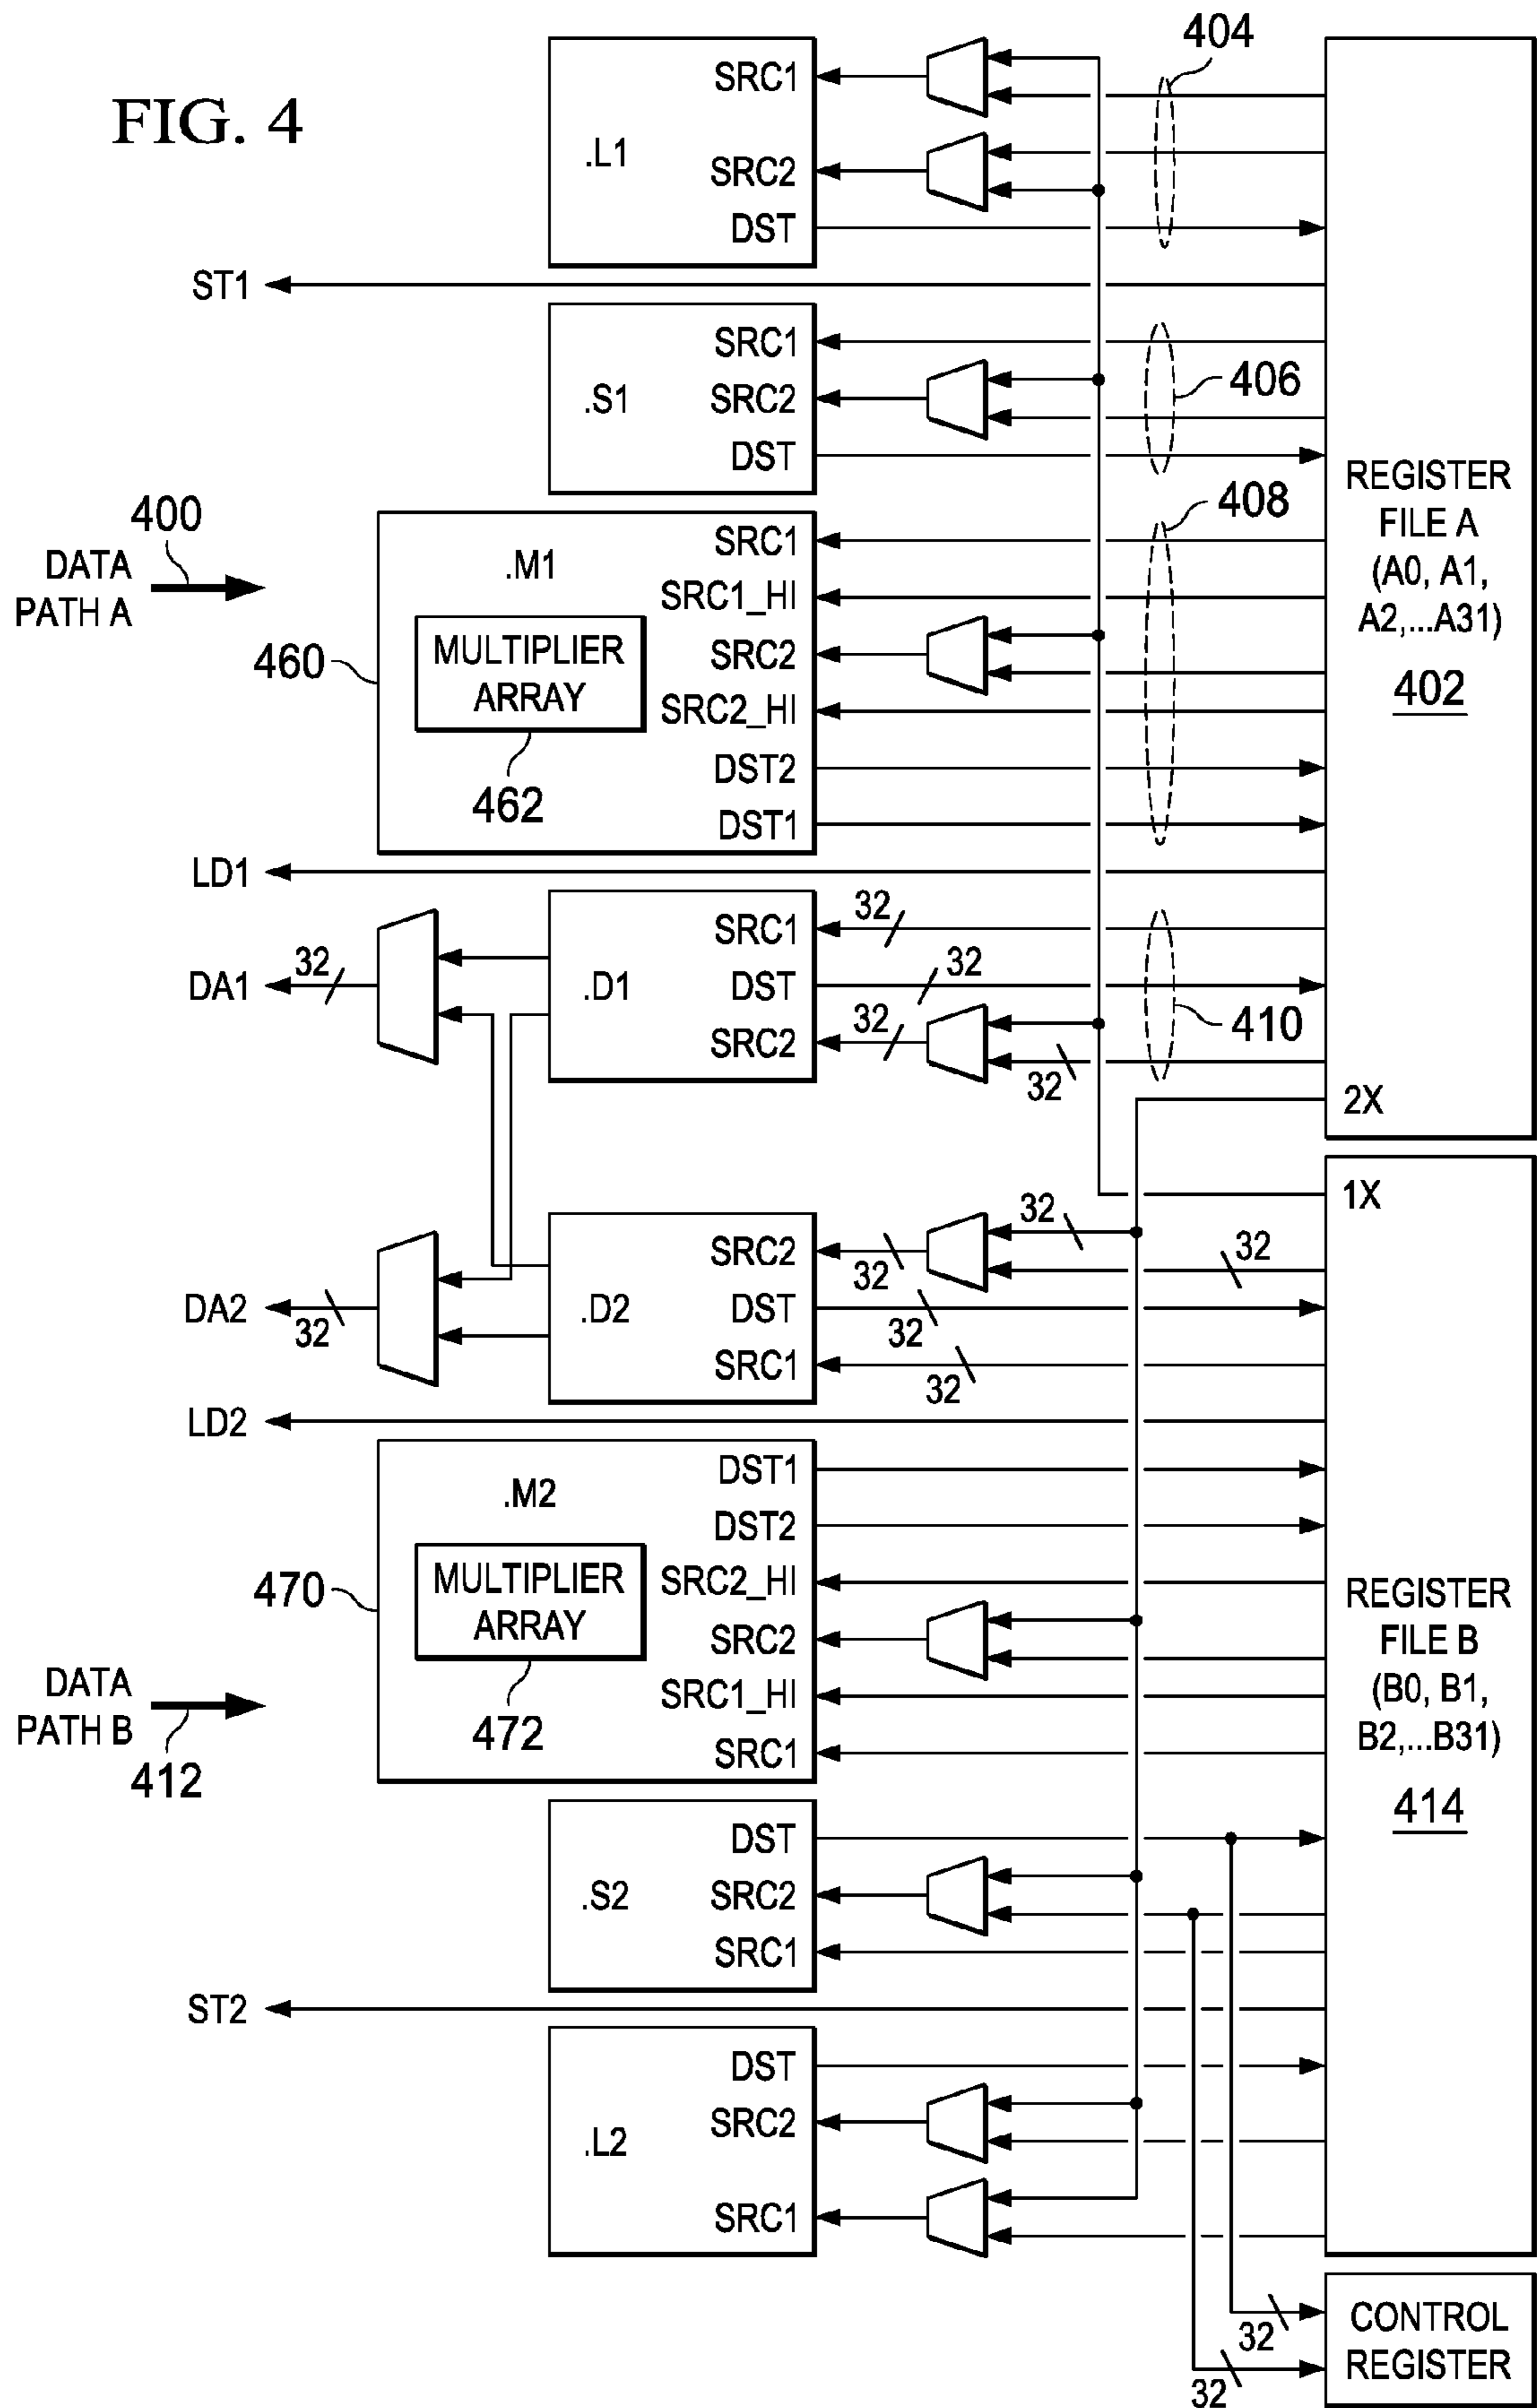 FIG. 4
404
SRC1
.L1
SRC2
DST
ST1
SRC1
.S1
SRC2
DST
406
REGISTER
FILE A
(A0, A1,
A2,...A31)
402
400
DATA
PATH A
408
.M1
SRC1
SRC1_HI
MULTIPLIER
ARRAY
460
SRC2
SRC2_HI
462
DST2
DST1
LD1
SRC1
32
DA1
32
.D1
DST
32
SRC2
32
32
410
2X
1X
32
32
SRC2
32
DA2
32
.D2
DST
32
SRC1
32
LD2
DST1
.M2
DST2
MULTIPLIER
ARRAY
470
SRC2_HI
SRC2
SRC1_HI
472
SRC1
REGISTER
FILE B
(B0, B1,
B2,...B31)
414
DATA
PATH B
412
DST
.S2
SRC2
SRC1
ST2
DST
SRC2
.L2
SRC1
32
32
CONTROL
REGISTER